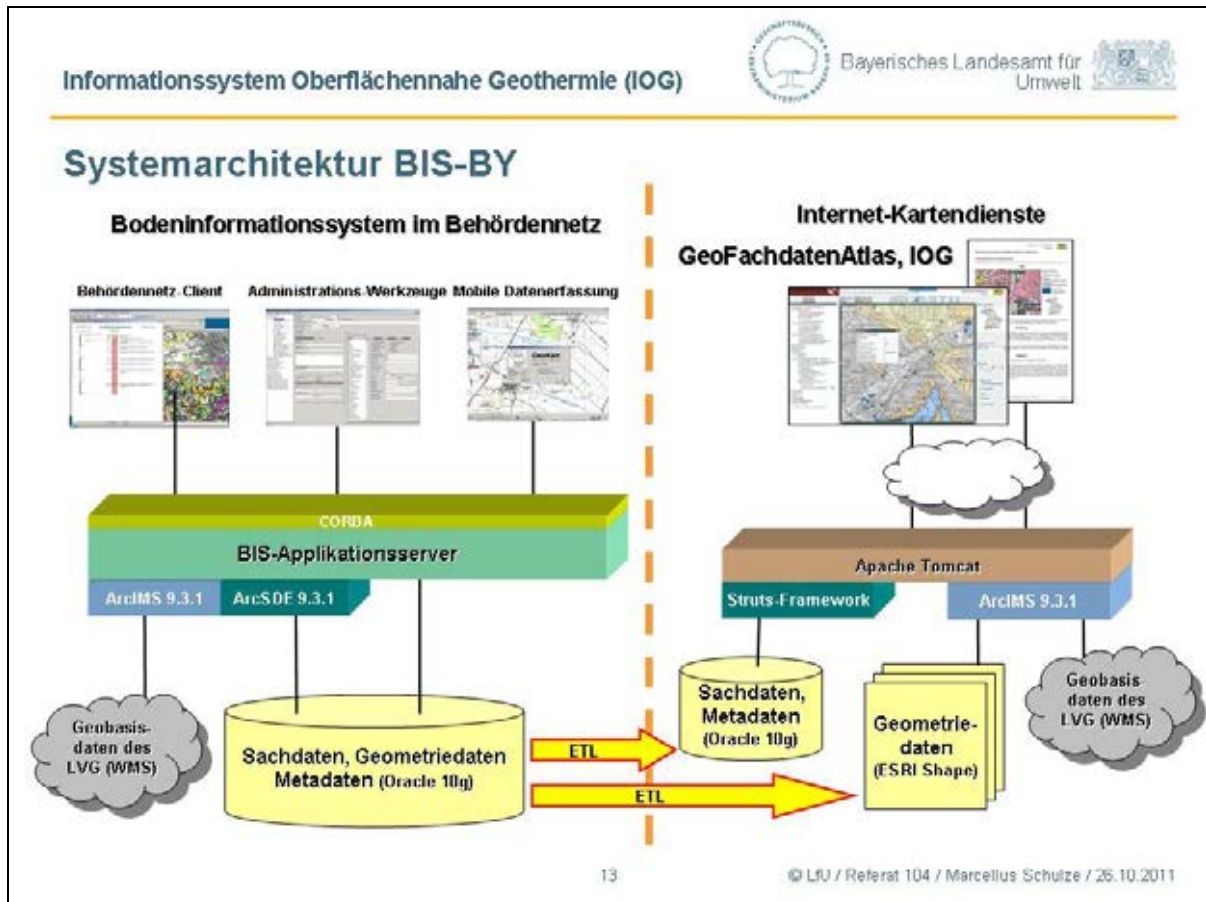 Informationssystem Oberflächennahe Geothermie (IOG)
Bayerisches Landesamt für
Umwelt
Systemarchitektur BIS-BY
Bodeninformationssystem im Behördennetz
Internet-Kartendienste
GeoFachdatenAtlas, IOG
Behördennetz-Client
Administrations-Werkzeuge
Mobile Datenerfassung
CORBA
BIS-Applikationsserver
ArcIMS 9.3.1
ArcSDE 9.3.1
Apache Tomcat
Struts-Framework
ArcIMS 9.3.1
Geobasis-
daten des
LVG (WMS)
Sachdaten, Geometriedaten
Metadaten (Oracle 10g)
ETL
ETL
Sachdaten,
Metadaten
(Oracle 10g)
Geometrie-
daten
(ESRI Shape)
Geobasis
daten des
LVG (WMS)
13
© LfU / Referat 104 / Marcellus Schulze / 26.10.2011